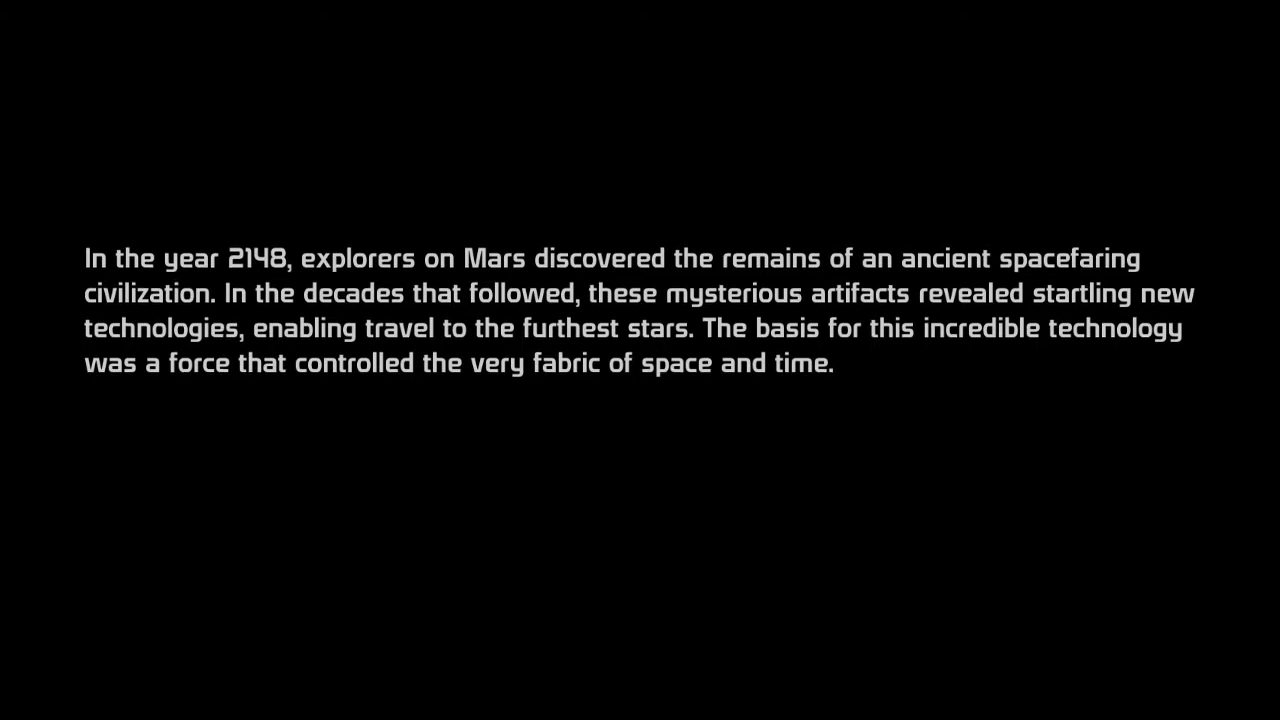 In the year 2148, explorers on Mars discovered the remains of an ancient spacefaring
civilization. In the decades that followed, these mysterious artifacts revealed startling new
technologies, enabling travel to the furthest stars. The basis for this incredible technology
was a force that controlled the very fabric of space and time.